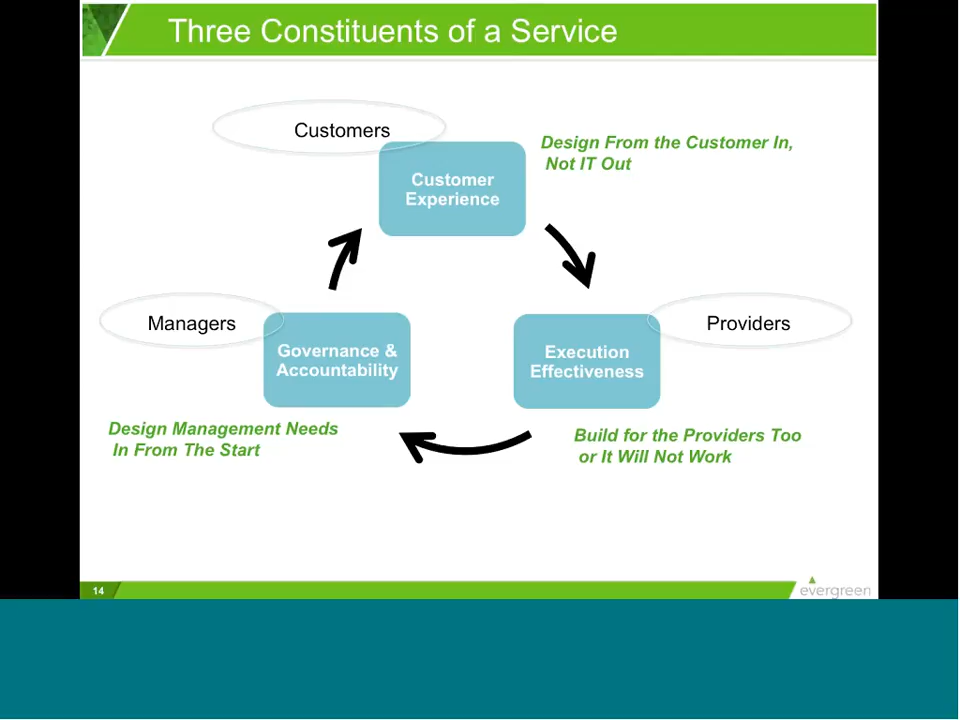 Three Constituents of a Service
Customers
Customer
Experience
Design From the Customer In,
Not IT Out
Managers
Governance &
Accountability
Design Management Needs
In From The Start
Providers
Execution
Effectiveness
Build for the Providers Too
or It Will Not Work
14
evergreen